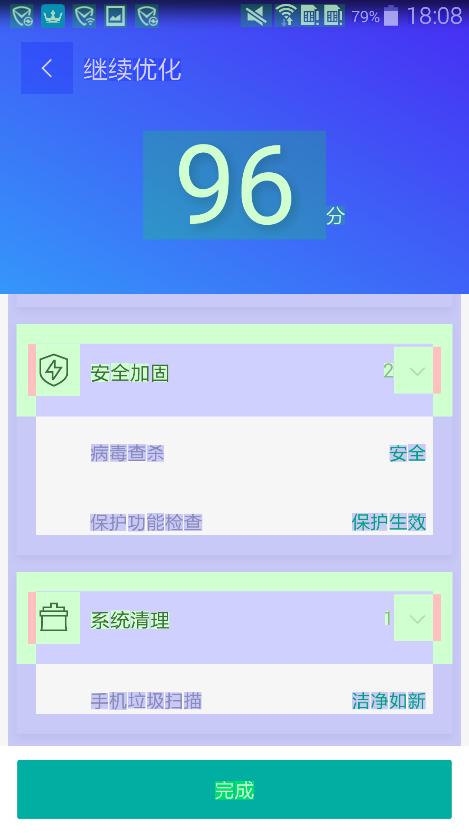 79% 18:08
继续优化
96分
安全加固 2
病毒查杀 安全
保护功能检查 保护生效
系统清理 1
手机垃圾扫描 洁净如新
完成